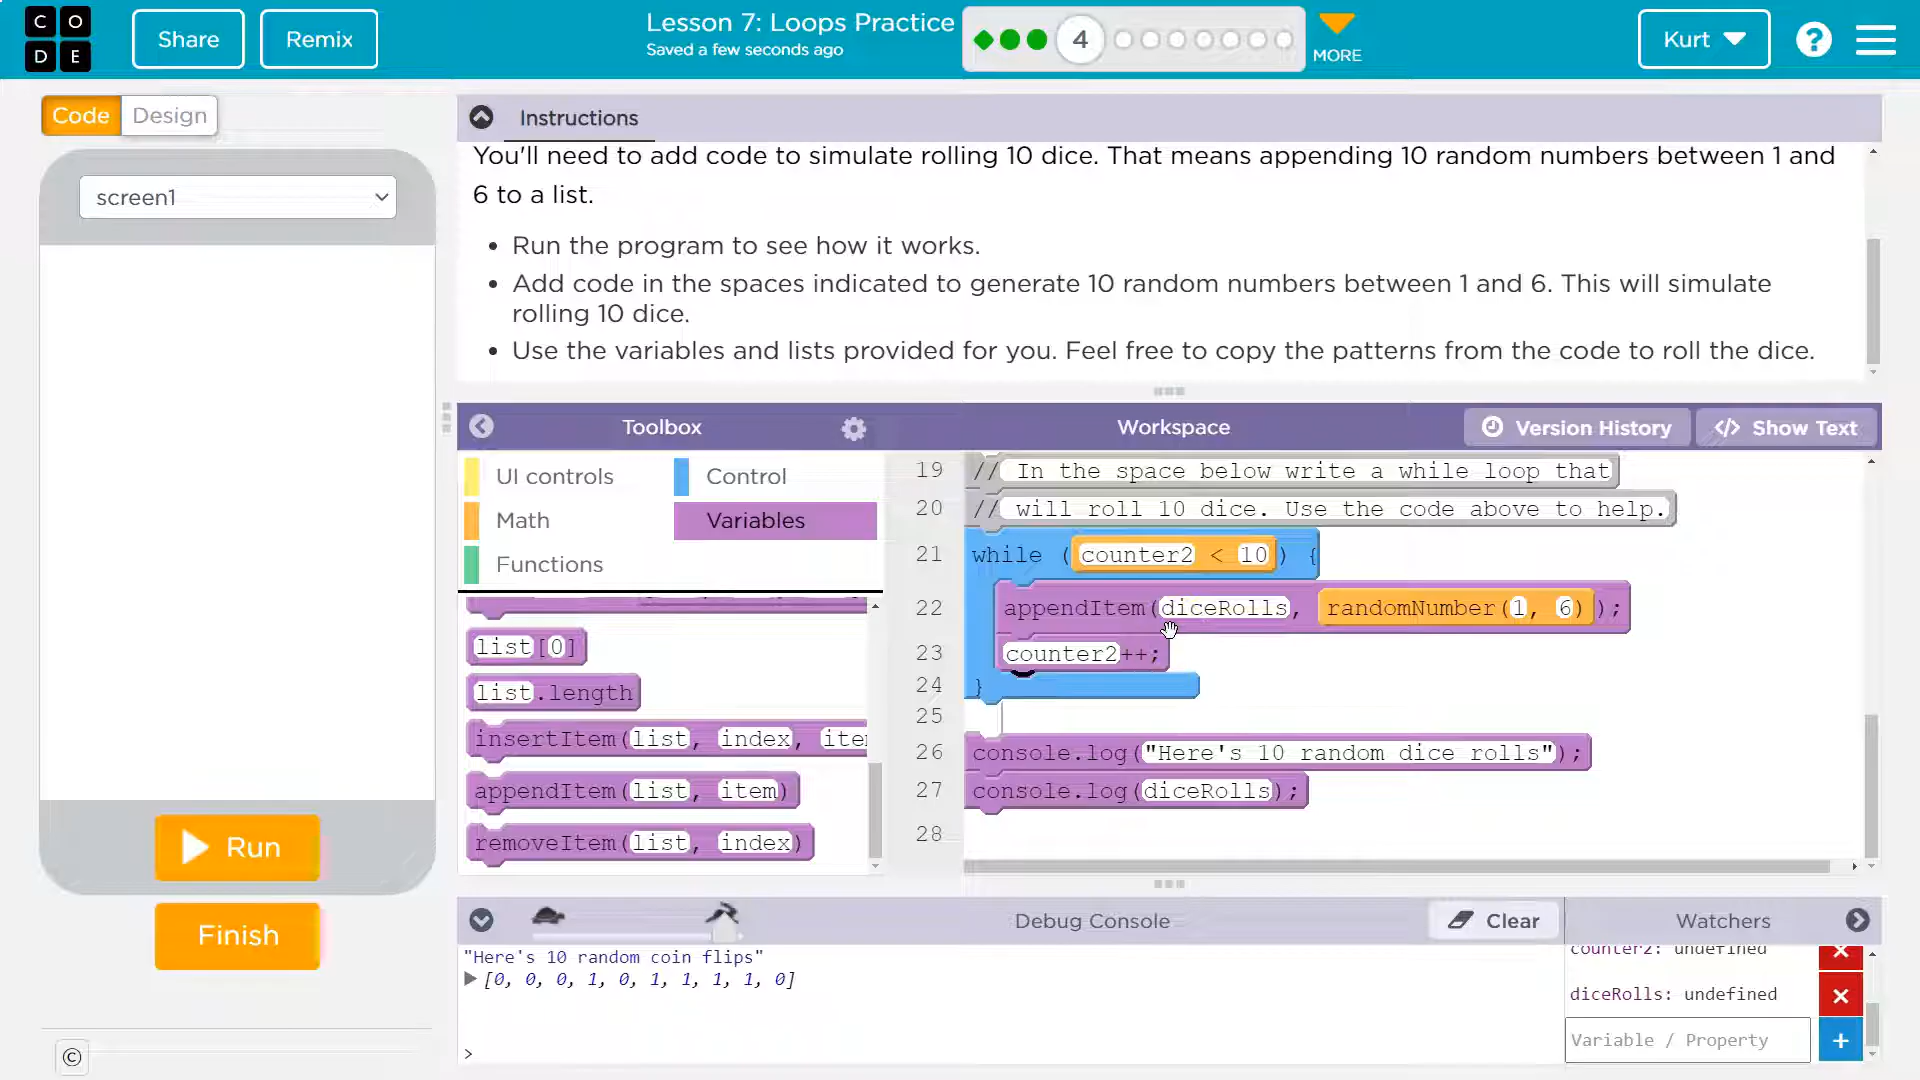 C O
D E
Share
Remix
Lesson 7: Loops Practice
Saved a few seconds ago
4
MORE
Kurt
?
Code
Design
screen1
Run
Finish
©
Instructions
You'll need to add code to simulate rolling 10 dice. That means appending 10 random numbers between 1 and
6 to a list.
• Run the program to see how it works.
• Add code in the spaces indicated to generate 10 random numbers between 1 and 6. This will simulate
rolling 10 dice.
• Use the variables and lists provided for you. Feel free to copy the patterns from the code to roll the dice.
Toolbox
Workspace
Version History
</> Show Text
UI controls
Control
Math
Variables
Functions
list[0]
list.length
insertItem(list, index, ite
appendItem(list, item)
removeItem(list, index)
19 // In the space below write a while loop that
20 // will roll 10 dice. Use the code above to help.
21 while (counter2 < 10) {
22 appendItem(diceRolls, randomNumber(1, 6));
23 counter2++;
24 }
25
26 console.log("Here's 10 random dice rolls");
27 console.log(diceRolls);
28
Debug Console
Clear
Watchers
"Here's 10 random coin flips"
[0, 0, 0, 1, 0, 1, 1, 1, 1, 0]
>
counter2: undefined
diceRolls: undefined
Variable / Property
+